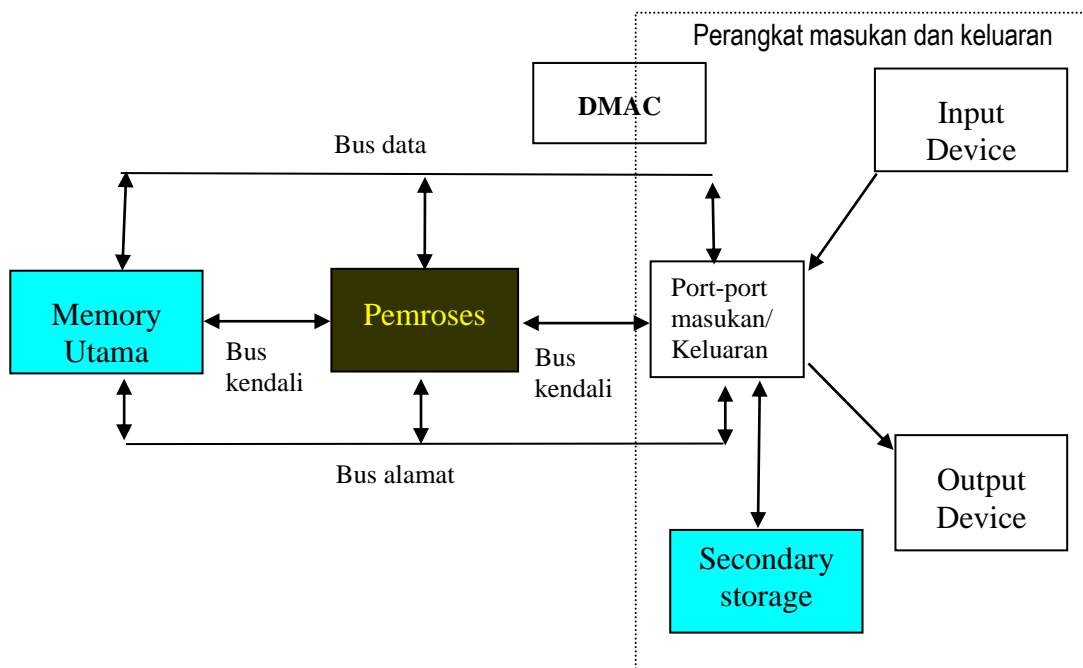 Perangkat masukan dan keluaran
DMAC
Input
Device
Bus data
Memory
Utama
Bus
kendali
Pemroses
Bus
kendali
Port-port
masukan/
Keluaran
Bus alamat
Output
Device
Secondary
storage